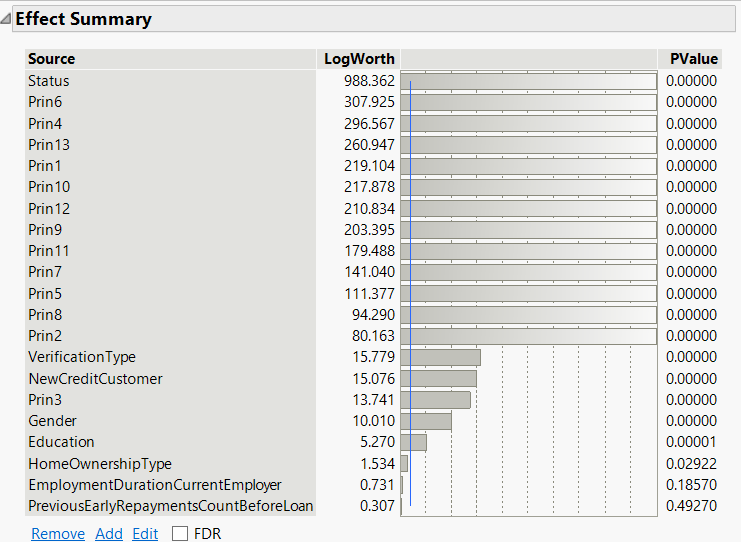 Effect Summary
Source LogWorth PValue
Status 988.362 0.00000
Prin6 307.925 0.00000
Prin4 296.567 0.00000
Prin13 260.947 0.00000
Prin1 219.104 0.00000
Prin10 217.878 0.00000
Prin12 210.834 0.00000
Prin9 203.395 0.00000
Prin11 179.488 0.00000
Prin7 141.040 0.00000
Prin5 111.377 0.00000
Prin8 94.290 0.00000
Prin2 80.163 0.00000
VerificationType 15.779 0.00000
NewCreditCustomer 15.076 0.00000
Prin3 13.741 0.00000
Gender 10.010 0.00000
Education 5.270 0.00001
HomeOwnershipType 1.534 0.02922
EmploymentDurationCurrentEmployer 0.731 0.18570
PreviousEarlyRepaymentsCountBeforeLoan 0.307 0.49270
Remove Add Edit FDR